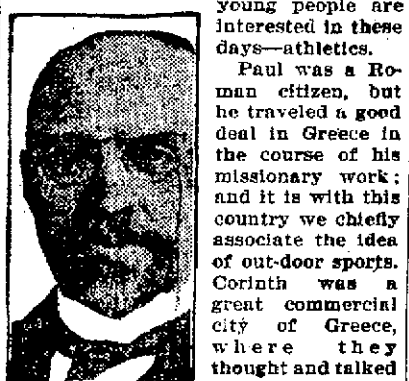 young people are
interested in these
days—athletics.
Paul was a Ro-
man citizen, but
he traveled a good
deal in Greece in
the course of his
missionary work;
and it is with this
country we chiefly
associate the idea
of out-door sports.
Corinth was a
great commercial
city of Greece,
where they
thought and talked